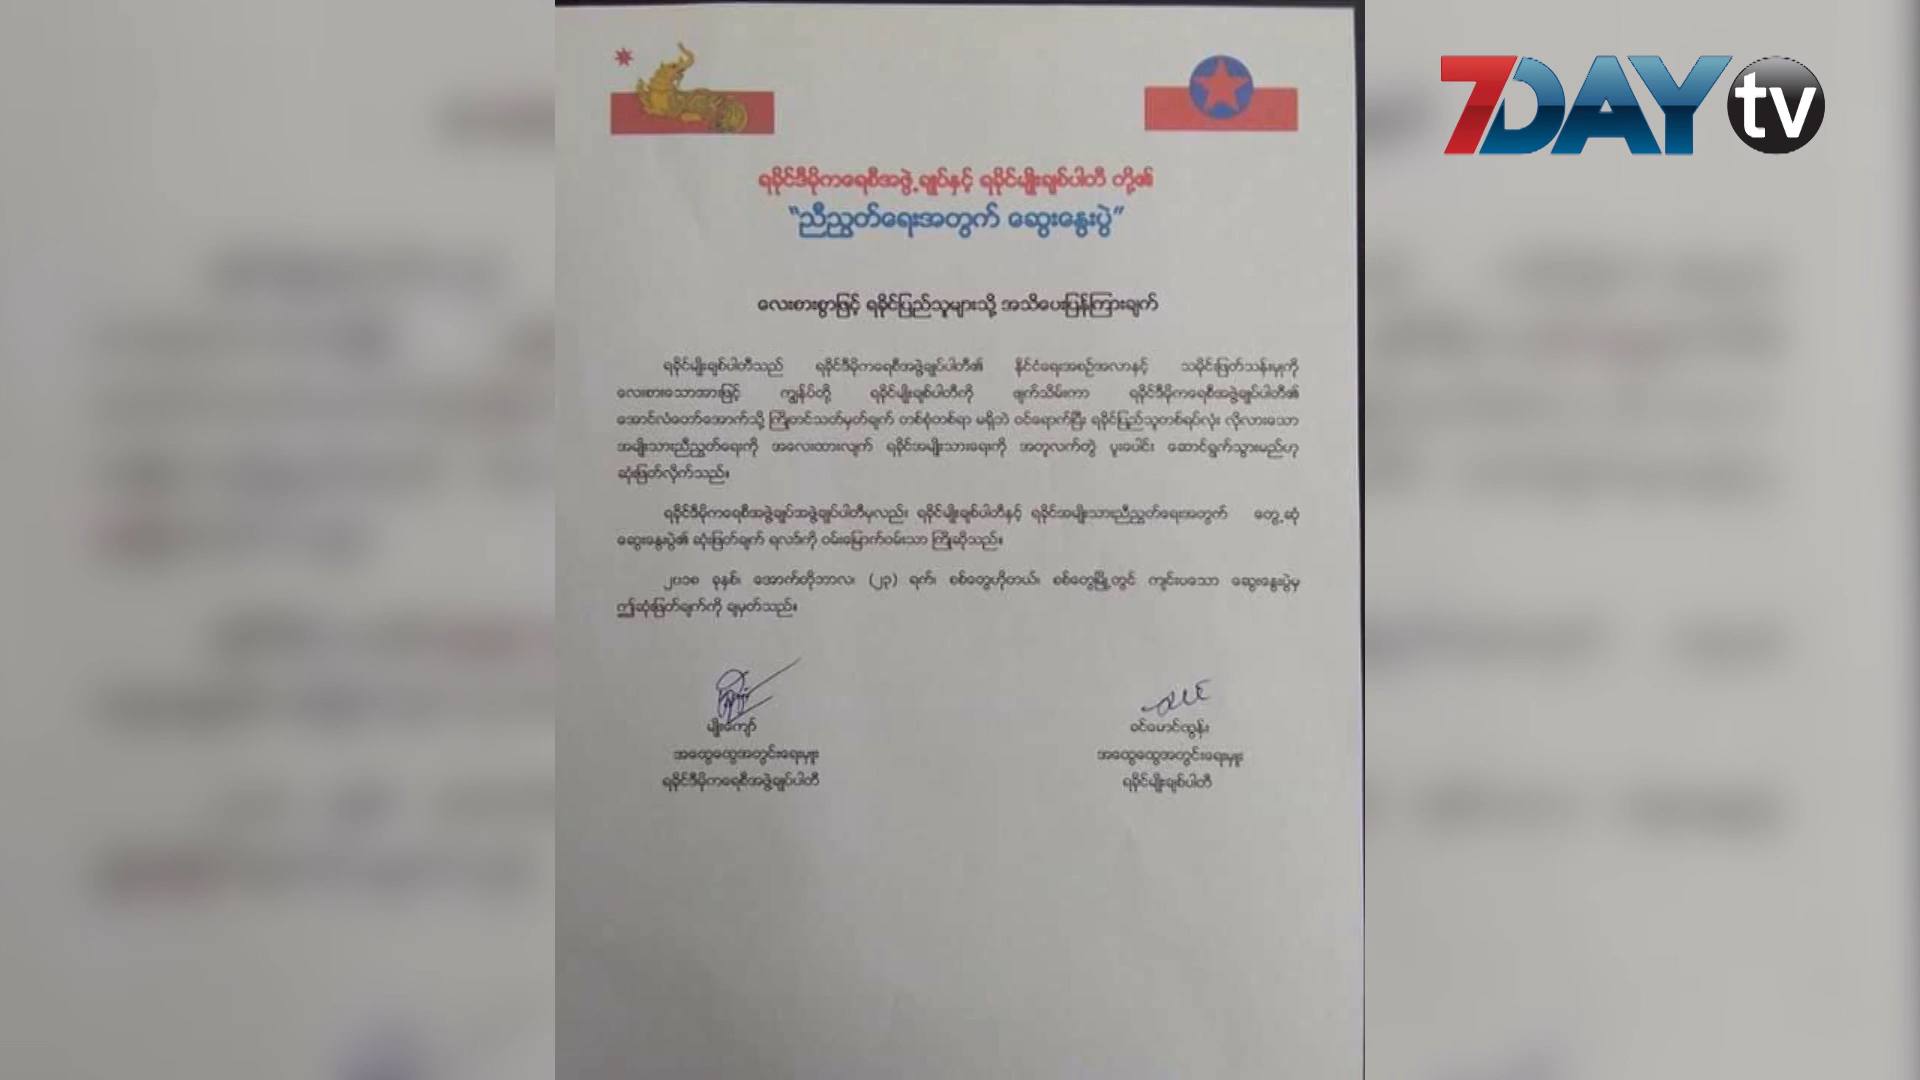 7DAY tv
ရခိုင်ဒီမိုကရေစီအဖွဲ့ချုပ်နှင့် ရခိုင်မျိုးချစ်ပါတီ တို့၏
“ညီညွတ်ရေးအတွက် ဆွေးနွေးပွဲ”
လေးစားစွာဖြင့် ရခိုင်ပြည်သူများသို့ အသိပေးပြန်ကြားချက်
ရခိုင်မျိုးချစ်ပါတီသည် ရခိုင်ဒီမိုကရေစီအဖွဲ့ချုပ်ပါတီ၏ နိုင်ငံရေးအစဉ်အလာနှင့် သမိုင်းဖြတ်သန်းမှုကို
လေးစားသောအားဖြင့် ကျွန်ုပ်တို့ ရခိုင်မျိုးချစ်ပါတီကို ဖျက်သိမ်းကာ ရခိုင်ဒီမိုကရေစီအဖွဲ့ချုပ်ပါတီ၏
အောင်လံတော်အောက်သို့ ကြိုတင်သတ်မှတ်ချက် တစ်စုံတစ်ရာ မရှိဘဲ ဝင်ရောက်ပြီး ရခိုင်ပြည်သူတစ်ရပ်လုံး လိုလားသော
အမျိုးသားညီညွတ်ရေးကို အလေးထားလျက် ရခိုင်အမျိုးသားရေးကို အတူလက်တွဲ ပူးပေါင်း ဆောင်ရွက်သွားမည်ဟု
ဆုံးဖြတ်လိုက်သည်။
ရခိုင်ဒီမိုကရေစီအဖွဲ့ချုပ်အဖွဲ့ချုပ်ပါတီမှလည်း ရခိုင်မျိုးချစ်ပါတီနှင့် ရခိုင်အမျိုးသားညီညွတ်ရေးအတွက် တွေ့ဆုံ
ဆွေးနွေးပွဲ၏ ဆုံးဖြတ်ချက် ရလဒ်ကို ဝမ်းမြောက်ဝမ်းသာ ကြိုဆိုသည်။
၂၀၁၈ ခုနှစ်၊ အောက်တိုဘာလ၊ (၂၃) ရက်၊ စစ်တွေဟိုတယ်၊ စစ်တွေမြို့တွင် ကျင်းပသော ဆွေးနွေးပွဲမှ
ဤဆုံးဖြတ်ချက်ကို ချမှတ်သည်။
မျိုးကျော်
အထွေထွေအတွင်းရေးမှူး
ရခိုင်ဒီမိုကရေစီအဖွဲ့ချုပ်ပါတီ
ခင်မောင်ထွန်း
အထွေထွေအတွင်းရေးမှူး
ရခိုင်မျိုးချစ်ပါတီ